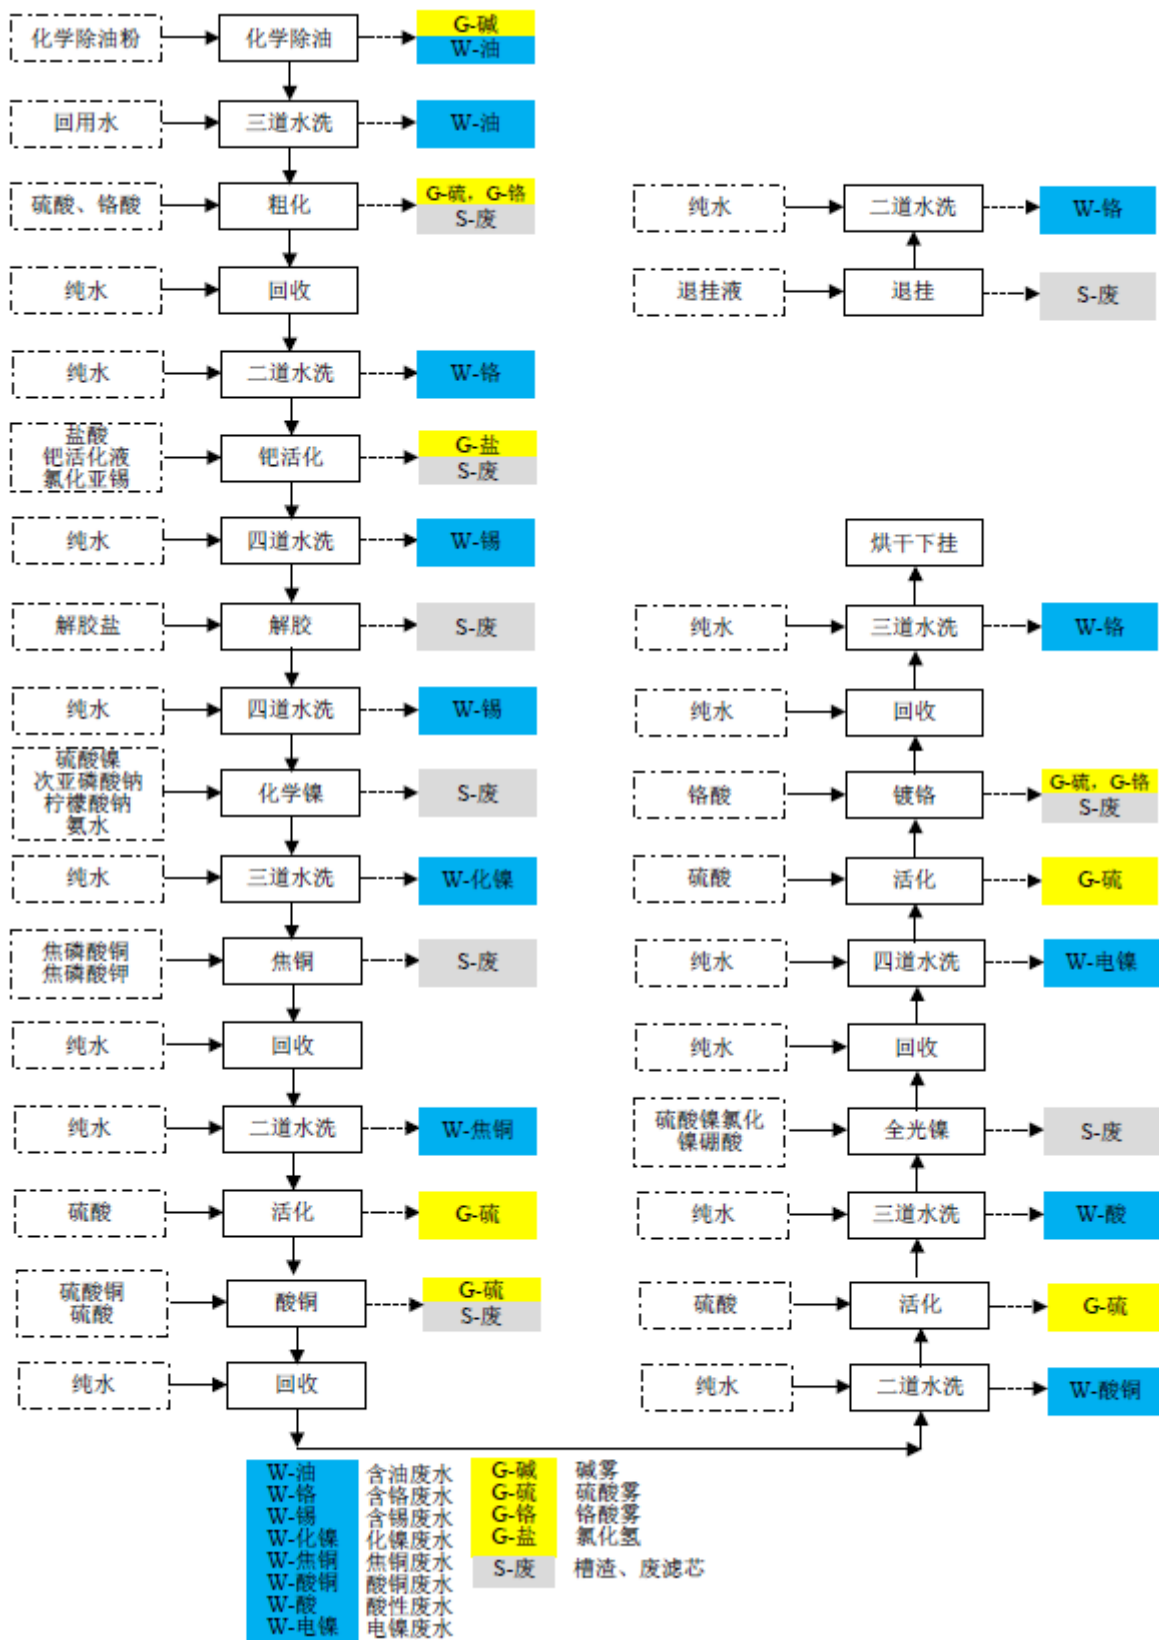 化学除油粉
化学除油
G-碱
W-油
回用水
三道水洗
W-油
硫酸、铬酸
粗化
G-硫，G-铬
S-废
纯水
回收
纯水
二道水洗
W-铬
盐酸
钯活化液
氯化亚锡
钯活化
G-盐
S-废
纯水
四道水洗
W-锡
解胶盐
解胶
S-废
纯水
四道水洗
W-锡
硫酸镍
次亚磷酸钠
柠檬酸钠
氨水
化学镍
S-废
纯水
三道水洗
W-化镍
焦磷酸铜
焦磷酸钾
焦铜
S-废
纯水
回收
纯水
二道水洗
W-焦铜
硫酸
活化
G-硫
硫酸铜
硫酸
酸铜
G-硫
S-废
纯水
回收
纯水
二道水洗
W-铬
退挂液
退挂
S-废
烘干下挂
纯水
三道水洗
W-铬
纯水
回收
铬酸
镀铬
G-硫，G-铬
S-废
硫酸
活化
G-硫
纯水
四道水洗
W-电镍
纯水
回收
硫酸镍氯化
镍硼酸
全光镍
S-废
纯水
三道水洗
W-酸
硫酸
活化
G-硫
纯水
二道水洗
W-酸铜
W-油 含油废水
W-铬 含铬废水
W-锡 含锡废水
W-化镍 化镍废水
W-焦铜 焦铜废水
W-酸铜 酸铜废水
W-酸 酸性废水
W-电镍 电镍废水
G-碱 碱雾
G-硫 硫酸雾
G-铬 铬酸雾
G-盐 氯化氢
S-废 槽渣、废滤芯